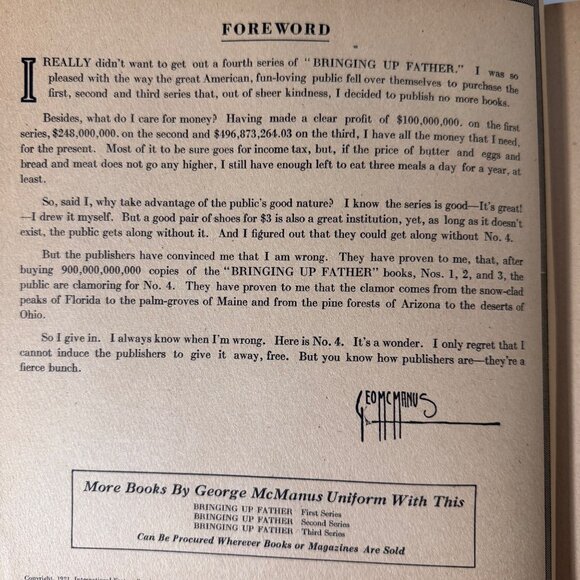 FOREWORD
I REALLY didn't want to get out a fourth series of "BRINGING UP FATHER." I was so
pleased with the way the great American, fun-loving public fell over themselves to purchase the
first, second and third series that, out of sheer kindness, I decided to publish no more books.
Besides, what do I care for money? Having made a clear profit of $100,000,000. on the first
series, $248,000,000. on the second and $496,873,264.03 on the third, I have all the money that I need,
for the present. Most of it to be sure goes for income tax, but, if the price of butter and eggs and
bread and meat does not go any higher, I still have enough left to eat three meals a day for a year, at
least.
So, said I, why take advantage of the public's good nature? I know the series is good—It's great!
—I drew it myself. But a good pair of shoes for $3 is also a great institution, yet, as long as it doesn't
exist, the public gets along without it. And I figured out that they could get along without No. 4.
But the publishers have convinced me that I am wrong. They have proven to me, that, after
buying 900,000,000,000 copies of the "BRINGING UP FATHER" books, Nos. 1, 2, and 3, the
public are clamoring for No. 4. They have proven to me that the clamor comes from the snow-clad
peaks of Florida to the palm-groves of Maine and from the pine forests of Arizona to the deserts of
Ohio.
So I give in. I always know when I'm wrong. Here is No. 4. It's a wonder. I only regret that I
cannot induce the publishers to give it away, free. But you know how publishers are—they're a
fierce bunch.
GEO MCMANUS
More Books By George McManus Uniform With This
BRINGING UP FATHER First Series
BRINGING UP FATHER Second Series
BRINGING UP FATHER Third Series
Can Be Procured Wherever Books or Magazines Are Sold
Copyright, 1921, International